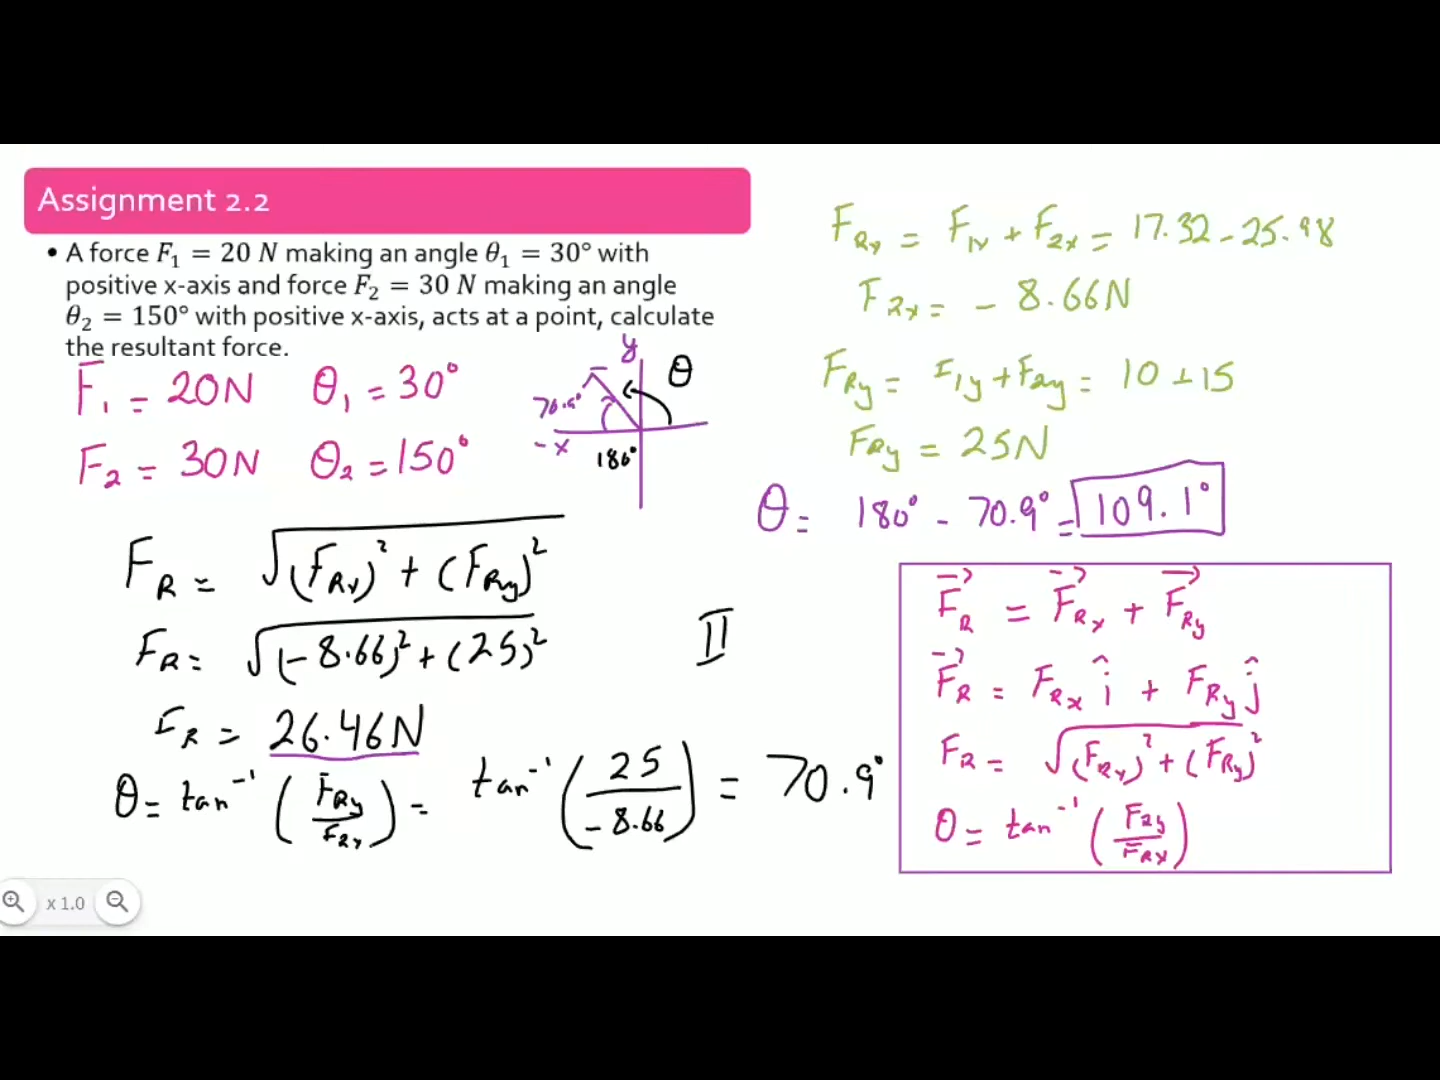 Assignment 2.2
• A force F₁ = 20 N making an angle θ₁ = 30° with
positive x-axis and force F₂ = 30 N making an angle
θ₂ = 150° with positive x-axis, acts at a point, calculate
the resultant force.
F₁ = 20N θ₁ = 30°
F₂ = 30N θ₂ = 150°
y
θ
70.9°
-x
180°
F_R = √(F_Rx)² + (F_Ry)²
F_R = √(-8.66)² + (25)²
F_R = 26.46N
θ = tan⁻¹ (F_Ry/F_Rx) = tan⁻¹ (25/-8.66) = 70.9°
II
F_Rx = F₁x + F₂x = 17.32 - 25.98
F_Rx = - 8.66N
F_Ry = F₁y + F₂y = 10 + 15
F_Ry = 25N
θ = 180° - 70.9° = 109.1°
F⃗_R = F⃗_Rx + F⃗_Ry
F⃗_R = F_Rx î + F_Ry ĵ
F_R = √(F_Rx)² + (F_Ry)²
θ = tan⁻¹ (F_Ry/F_Rx)
x 1.0